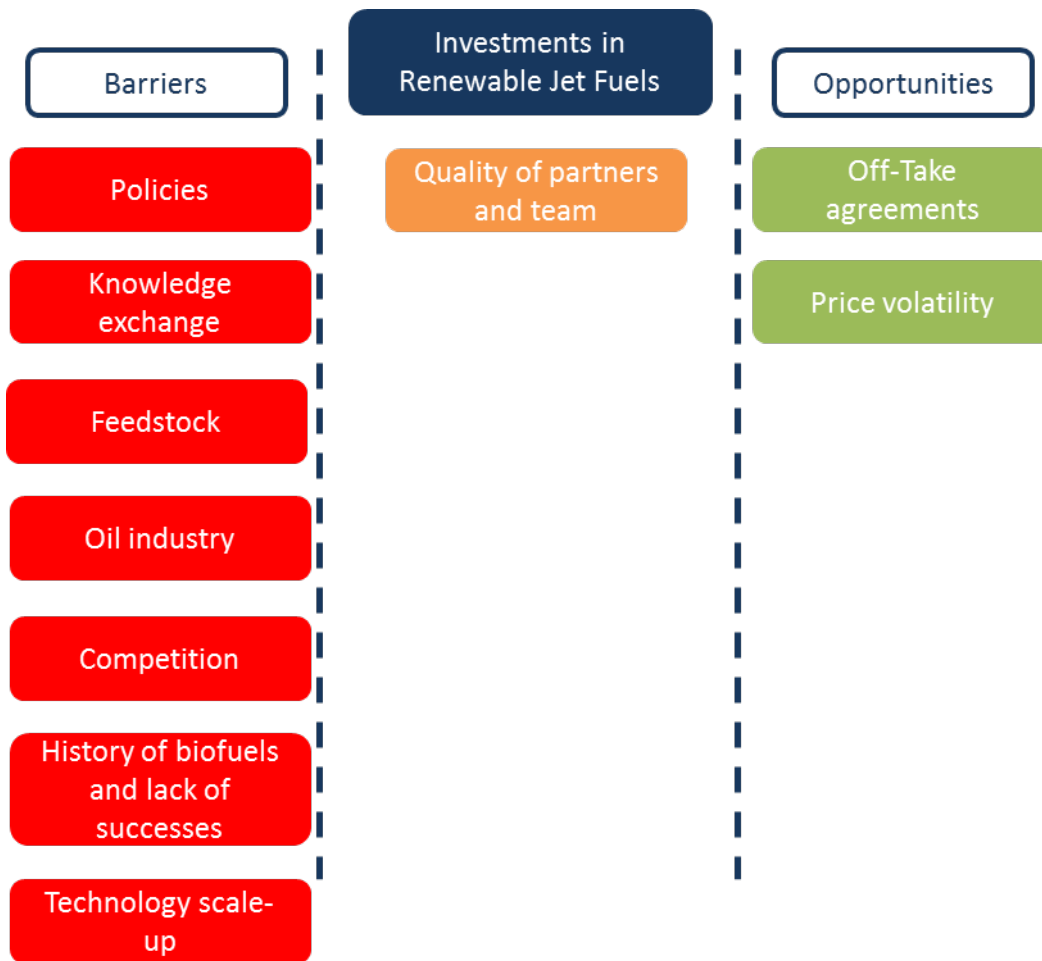 Barriers
Investments in
Renewable Jet Fuels
Opportunities
Policies
Quality of partners
and team
Off-Take
agreements
Knowledge
exchange
Price volatility
Feedstock
Oil industry
Competition
History of biofuels
and lack of
successes
Technology scale-
up